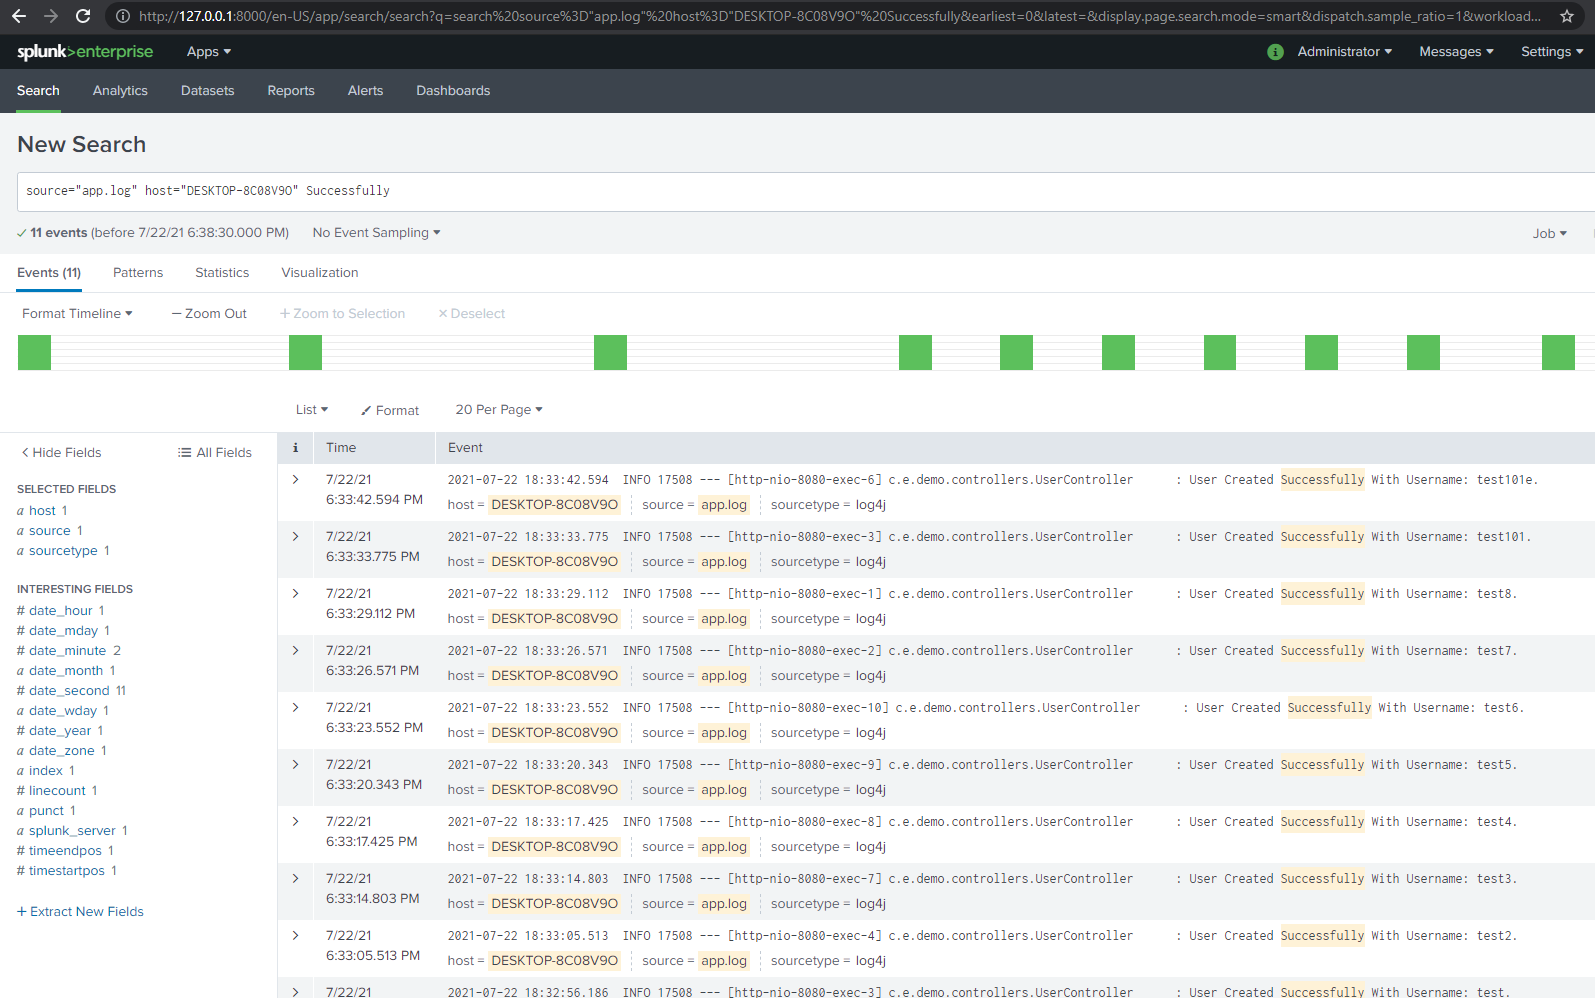 http://127.0.0.1:8000/en-US/app/search/search?q=search%20source%3D"app.log"%20host%3D"DESKTOP-8C08V9O"%20Successfully&earliest=0&latest=&display.page.search.mode=smart&dispatch.sample_ratio=1&workload...
splunk>enterprise Apps
i Administrator Messages Settings
Search Analytics Datasets Reports Alerts Dashboards
New Search
source="app.log" host="DESKTOP-8C08V9O" Successfully
11 events (before 7/22/21 6:38:30.000 PM) No Event Sampling
Job
Events (11) Patterns Statistics Visualization
Format Timeline — Zoom Out + Zoom to Selection × Deselect
List Format 20 Per Page
< Hide Fields All Fields
SELECTED FIELDS
a host 1
a source 1
a sourcetype 1
INTERESTING FIELDS
# date_hour 1
# date_mday 1
# date_minute 2
a date_month 1
# date_second 11
a date_wday 1
# date_year 1
a date_zone 1
a index 1
# linecount 1
a punct 1
a splunk_server 1
# timeendpos 1
# timestartpos 1
+ Extract New Fields
i Time Event
> 7/22/21 2021-07-22 18:33:42.594 INFO 17508 --- [http-nio-8080-exec-6] c.e.demo.controllers.UserController : User Created Successfully With Username: test101e.
6:33:42.594 PM host = DESKTOP-8C08V9O source = app.log sourcetype = log4j
> 7/22/21 2021-07-22 18:33:33.775 INFO 17508 --- [http-nio-8080-exec-3] c.e.demo.controllers.UserController : User Created Successfully With Username: test101.
6:33:33.775 PM host = DESKTOP-8C08V9O source = app.log sourcetype = log4j
> 7/22/21 2021-07-22 18:33:29.112 INFO 17508 --- [http-nio-8080-exec-1] c.e.demo.controllers.UserController : User Created Successfully With Username: test8.
6:33:29.112 PM host = DESKTOP-8C08V9O source = app.log sourcetype = log4j
> 7/22/21 2021-07-22 18:33:26.571 INFO 17508 --- [http-nio-8080-exec-2] c.e.demo.controllers.UserController : User Created Successfully With Username: test7.
6:33:26.571 PM host = DESKTOP-8C08V9O source = app.log sourcetype = log4j
> 7/22/21 2021-07-22 18:33:23.552 INFO 17508 --- [http-nio-8080-exec-10] c.e.demo.controllers.UserController : User Created Successfully With Username: test6.
6:33:23.552 PM host = DESKTOP-8C08V9O source = app.log sourcetype = log4j
> 7/22/21 2021-07-22 18:33:20.343 INFO 17508 --- [http-nio-8080-exec-9] c.e.demo.controllers.UserController : User Created Successfully With Username: test5.
6:33:20.343 PM host = DESKTOP-8C08V9O source = app.log sourcetype = log4j
> 7/22/21 2021-07-22 18:33:17.425 INFO 17508 --- [http-nio-8080-exec-8] c.e.demo.controllers.UserController : User Created Successfully With Username: test4.
6:33:17.425 PM host = DESKTOP-8C08V9O source = app.log sourcetype = log4j
> 7/22/21 2021-07-22 18:33:14.803 INFO 17508 --- [http-nio-8080-exec-7] c.e.demo.controllers.UserController : User Created Successfully With Username: test3.
6:33:14.803 PM host = DESKTOP-8C08V9O source = app.log sourcetype = log4j
> 7/22/21 2021-07-22 18:33:05.513 INFO 17508 --- [http-nio-8080-exec-4] c.e.demo.controllers.UserController : User Created Successfully With Username: test2.
6:33:05.513 PM host = DESKTOP-8C08V9O source = app.log sourcetype = log4j
> 7/22/21 2021-07-22 18:32:56.186 INFO 17508 --- [http-nio-8080-exec-3] c.e.demo.controllers.UserController : User Created Successfully With Username: test.